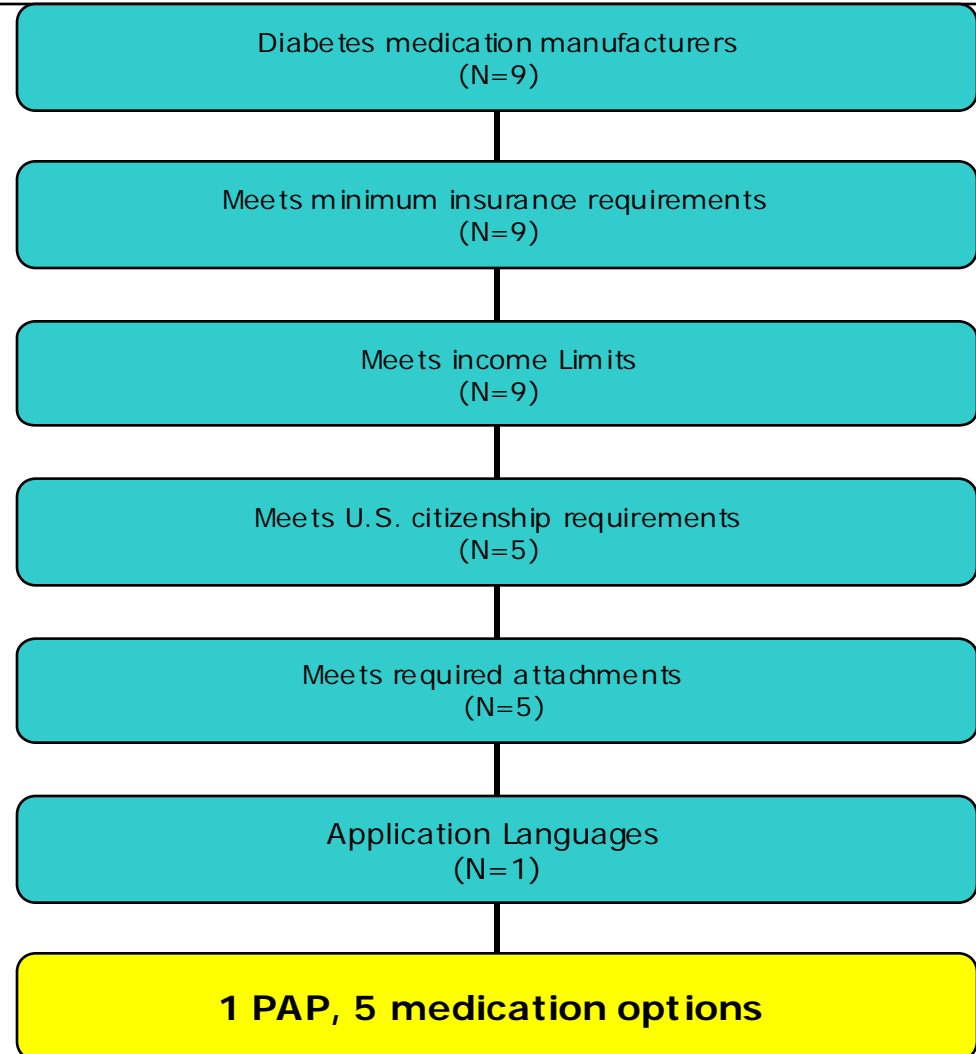 Diabetes medication manufacturers
(N=9)
Meets minimum insurance requirements
(N=9)
Meets income Limits
(N=9)
Meets U.S. citizenship requirements
(N=5)
Meets required attachments
(N=5)
Application Languages
(N=1)
1 PAP, 5 medication options